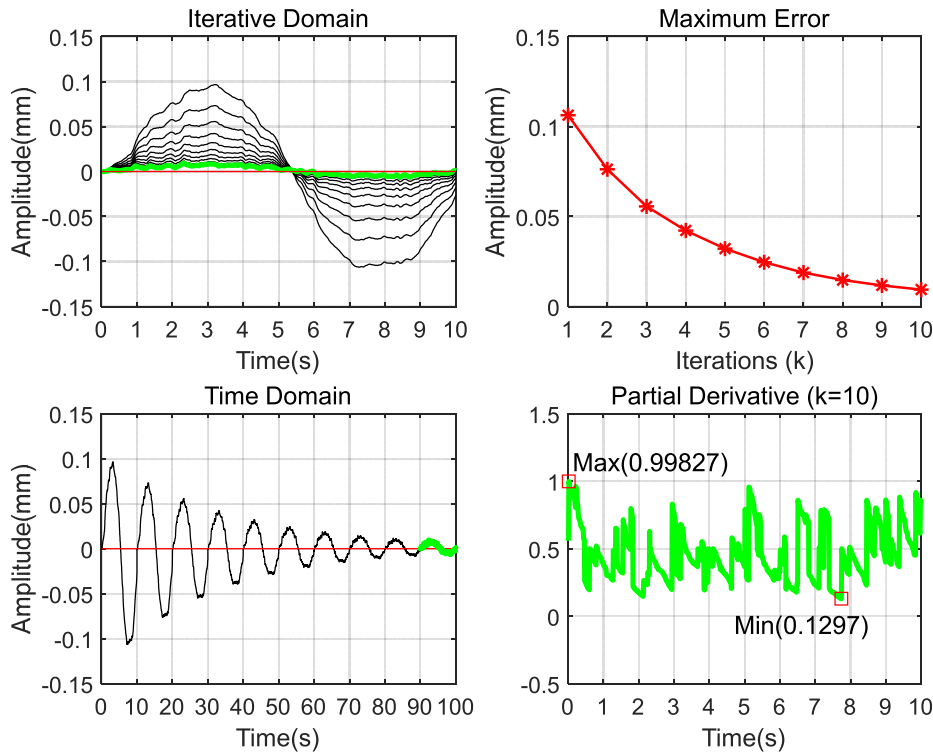 Iterative Domain
0.15
0.1
0.05
0
-0.05
-0.1
-0.15
Amplitude(mm)
0 1 2 3 4 5 6 7 8 9 10
Time(s)
Maximum Error
0.15
0.1
0.05
0
Amplitude(mm)
1 2 3 4 5 6 7 8 9 10
Iterations (k)
Time Domain
0.15
0.1
0.05
0
-0.05
-0.1
-0.15
Amplitude(mm)
0 10 20 30 40 50 60 70 80 90 100
Time(s)
Partial Derivative (k=10)
1.5
1
0.5
0
-0.5
Max(0.99827)
Min(0.1297)
0 1 2 3 4 5 6 7 8 9 10
Time(s)